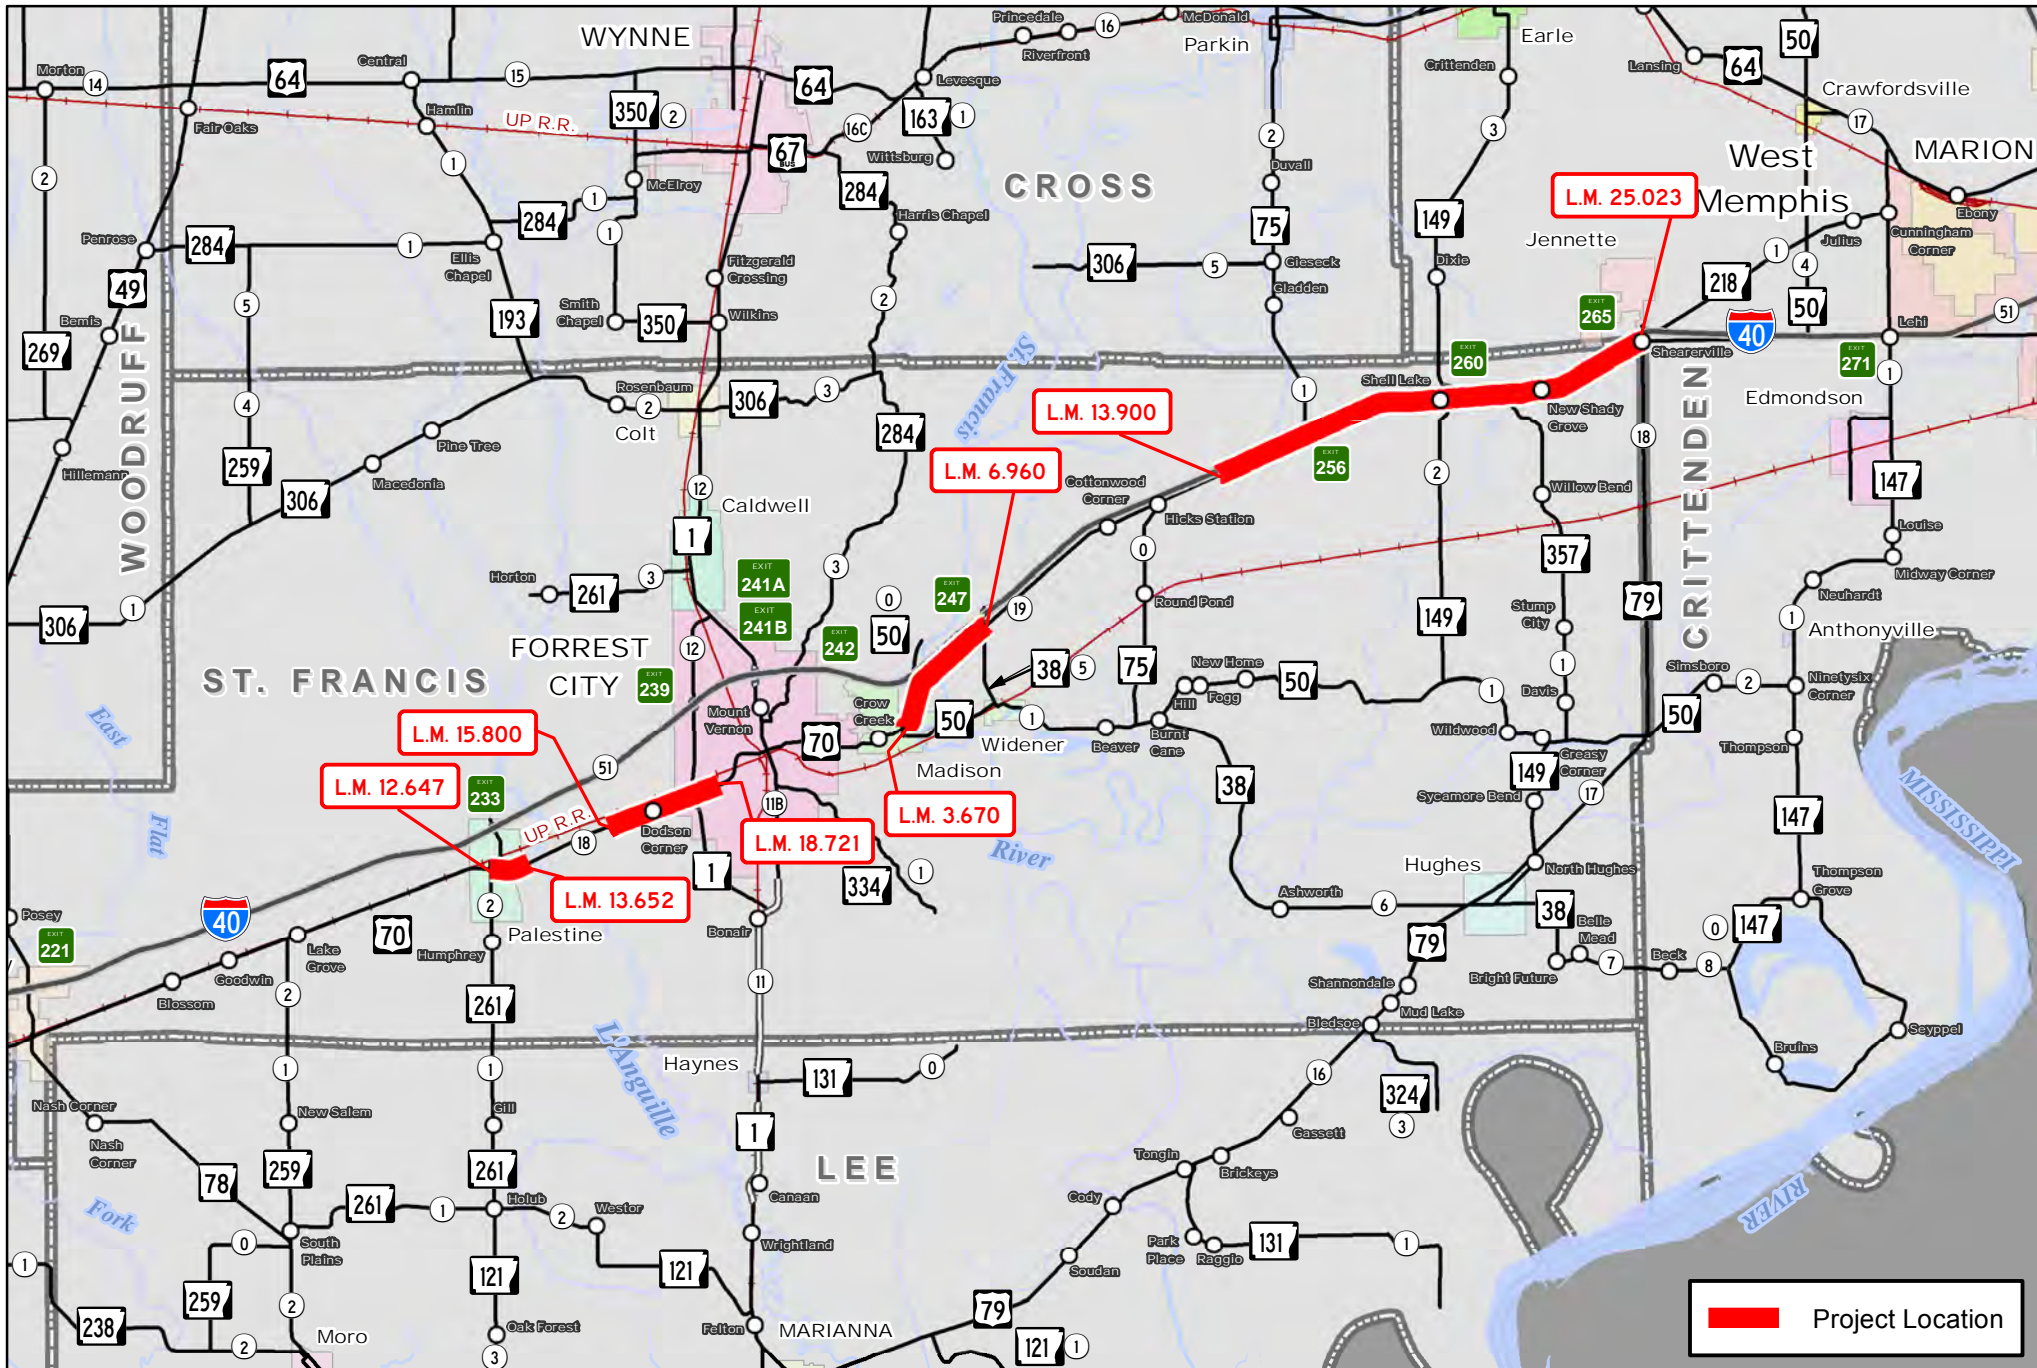 WYNNE
Princedale
16
McDonald
Riverfront
Parkin
Earle
50
Lansing
64
Crittenden
Crawfordsville
Morton
14
64
Central
15
64
Levesque
Fair Oaks
Hamlin
UP R.R.
350
2
16C
163
1
17
67
BUS
Wittsburg
2
3
West
MARION
Memphis
2
1
McElroy
284
CROSS
Duvall
L.M. 25.023
Ebony
Cunningham
Corner
Penrose
284
1
284
1
1
Harris Chapel
75
149
Jennette
1
Julius
Ellis
Chapel
306
5
Gieseck
Dixie
4
49
5
193
Fitzgerald
Crossing
Gladden
218
50
51
Bemis
Smith
Chapel
350
Wilkins
2
EXIT
265
40
Lehi
269
WOODRUFF
St. Francis
EXIT
260
Shearerville
EXIT
271
Rosenbaum
2
306
3
Shell Lake
1
1
Edmondson
4
Colt
L.M. 13.900
New Shady
Grove
Pine Tree
284
L.M. 6.960
EXIT
256
18
CRITTENDEN
Hillemann
259
Macedonia
306
12
Cottonwood
Corner
2
Willow Bend
147
Caldwell
Hicks Station
1
Louise
Horton
261
3
EXIT
241A
3
0
357
Midway Corner
306
1
EXIT
241B
0
50
EXIT
247
19
Round Pond
149
Stump
City
79
Neuhardt
1
Anthonyville
FORREST
CITY
12
EXIT
242
ST. FRANCIS
EXIT
239
38
5
75
New Home
50
1
Simsboro
2
Ninetysix
Corner
East
Mount
Vernon
Crow
Creek
50
Hill
Fogg
1
Davis
50
L.M. 15.800
70
Widener
1
Beaver
Burnt
Cane
Wildwood
Greasy
Corner
Thompson
51
Madison
149
MISSISSIPPI
L.M. 12.647
EXIT
233
38
Sycamore Bend
17
Flat
UP R.R.
18
Dodson
Corner
11B
L.M. 3.670
147
L.M. 18.721
River
1
334
1
Hughes
North Hughes
Thompson
Grove
L.M. 13.652
2
Ashworth
6
38
Belle
Mead
0
147
Posey
40
EXIT
221
Lake
Grove
70
Palestine
Bonair
79
7
Beck
8
Goodwin
Humphrey
Blossom
2
261
11
Shannondale
Bright Future
Mud Lake
L'Anguille
Bledsoe
Seyppel
Bruins
Haynes
131
0
1
1
16
324
3
Nash Corner
New Salem
Gill
1
Gassett
Nash
Corner
259
261
LEE
Tongin
Brickeys
78
Canaan
Cody
RIVER
Fork
261
1
Holub
2
Westor
South
Plains
0
Wrightland
Park
Place
Raggio
131
1
1
121
121
Soudan
259
2
79
238
2
Moro
Oak Forest
3
Felton
MARIANNA
121
1
Project Location